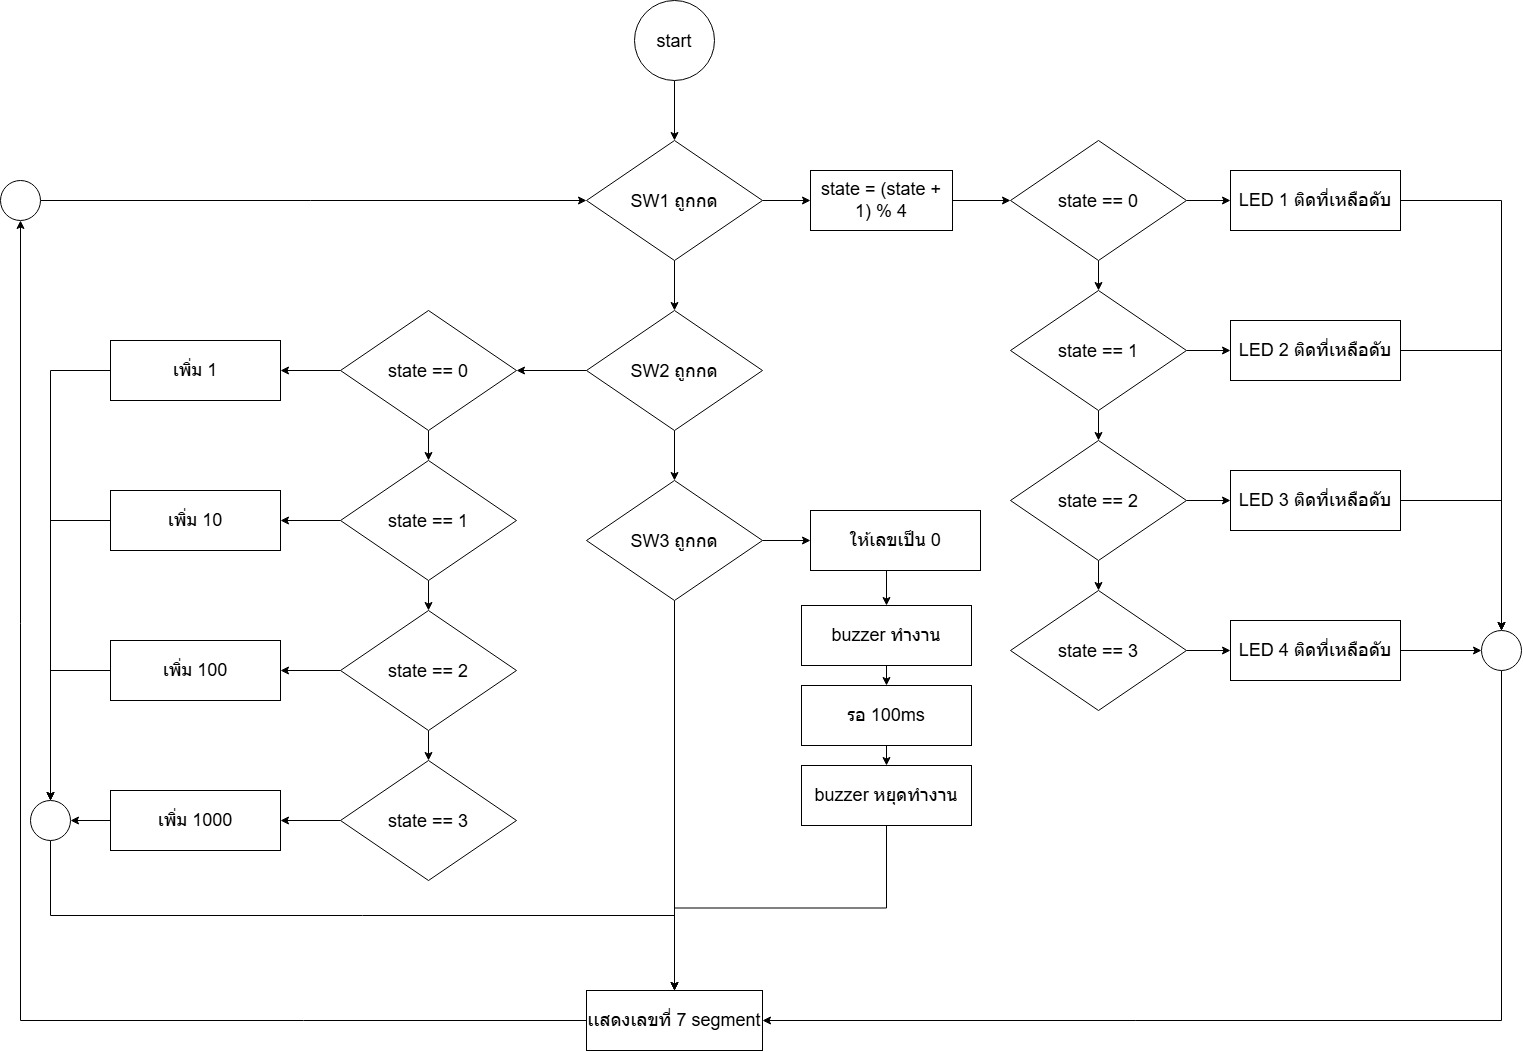 start
SW1 ถูกกด
state = (state +
1) % 4
state == 0
LED 1 ติดที่เหลือดับ
เพิ่ม 1
state == 0
SW2 ถูกกด
state == 1
LED 2 ติดที่เหลือดับ
เพิ่ม 10
state == 1
SW3 ถูกกด
ให้เลขเป็น 0
state == 2
LED 3 ติดที่เหลือดับ
buzzer ทำงาน
เพิ่ม 100
state == 2
state == 3
LED 4 ติดที่เหลือดับ
รอ 100ms
buzzer หยุดทำงาน
เพิ่ม 1000
state == 3
แสดงเลขที่ 7 segment